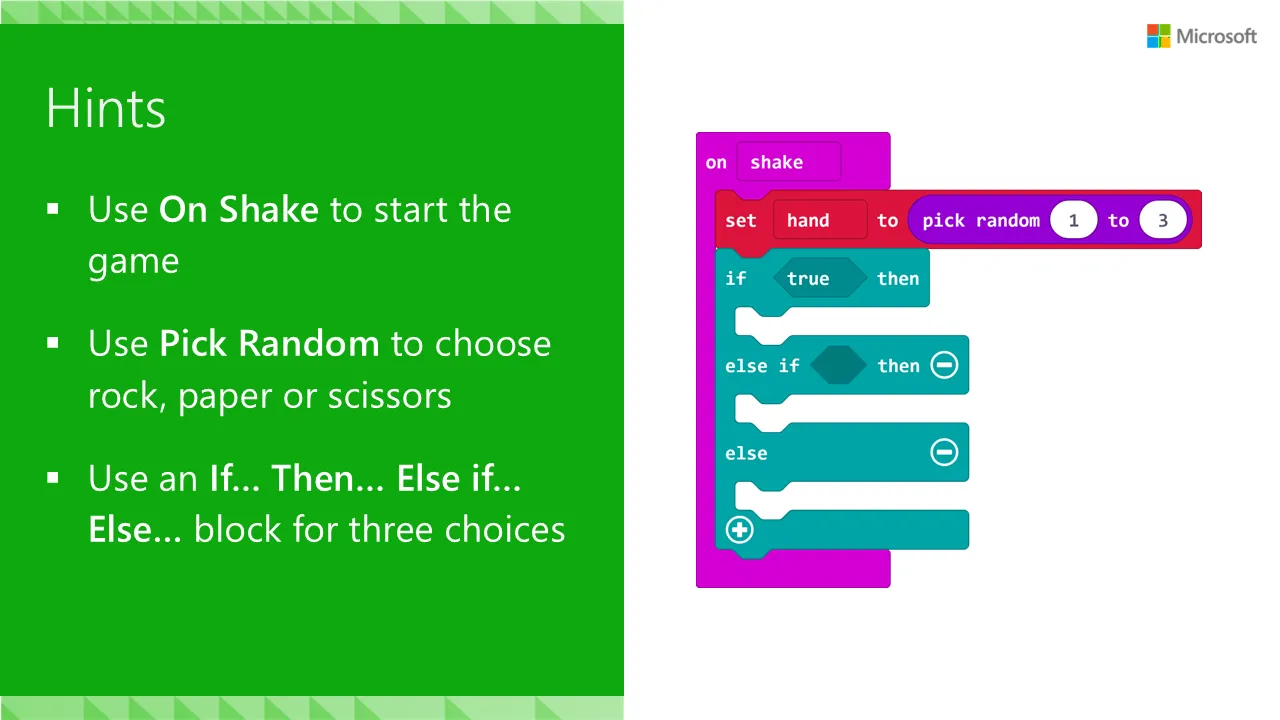 Microsoft
Hints
▪ Use On Shake to start the
game
▪ Use Pick Random to choose
rock, paper or scissors
▪ Use an If... Then... Else if...
Else... block for three choices
on shake
set hand to pick random 1 to 3
if true then
else if then
else